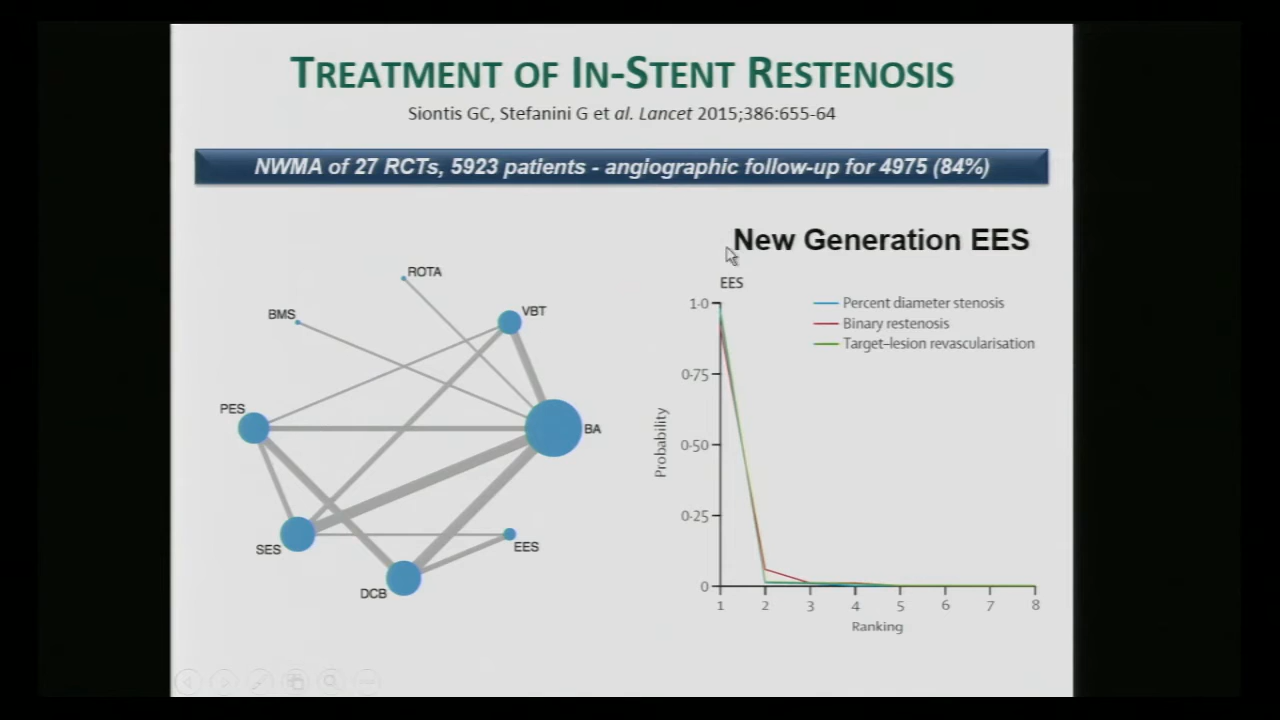 TREATMENT OF IN-STENT RESTENOSIS
Siontis GC, Stefanini G et al. Lancet 2015;386:655-64
NWMA of 27 RCTs, 5923 patients - angiographic follow-up for 4975 (84%)
New Generation EES
ROTA
BMS
VBT
PES
BA
SES
EES
DCB
EES
Percent diameter stenosis
Binary restenosis
Target-lesion revascularisation
1·0
0·75
0·50
0·25
0
Probability
1 2 3 4 5 6 7 8
Ranking